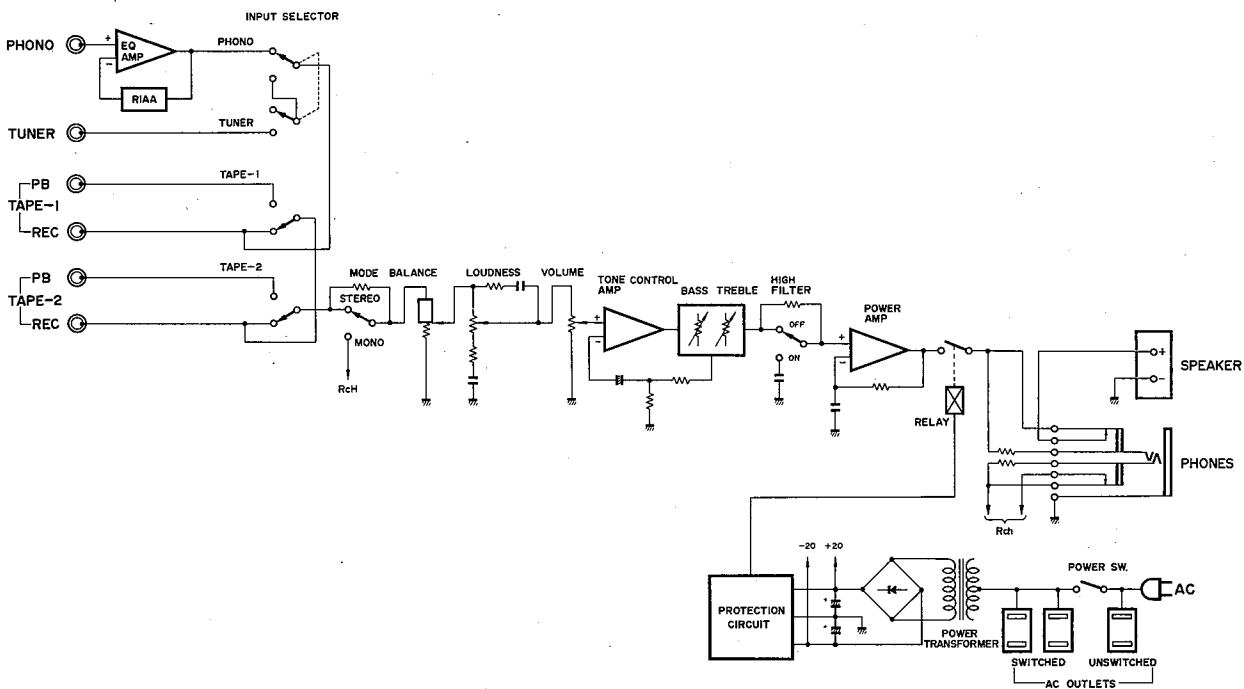 INPUT SELECTOR
PHONO
+
EQ
AMP
-
PHONO
RIAA
TUNER
TUNER
PB
TAPE-1
TAPE-1
REC
PB
TAPE-2
TAPE-2
REC
MODE
STEREO
MONO
RcH
BALANCE
LOUDNESS
VOLUME
TONE CONTROL
AMP
+
-
BASS TREBLE
HIGH
FILTER
OFF
ON
POWER
AMP
+
-
RELAY
+
-
SPEAKER
PHONES
Rch
-20 +20
+
+
PROTECTION
CIRCUIT
POWER
TRANSFORMER
POWER SW.
AC
SWITCHED
UNSWITCHED
AC OUTLETS